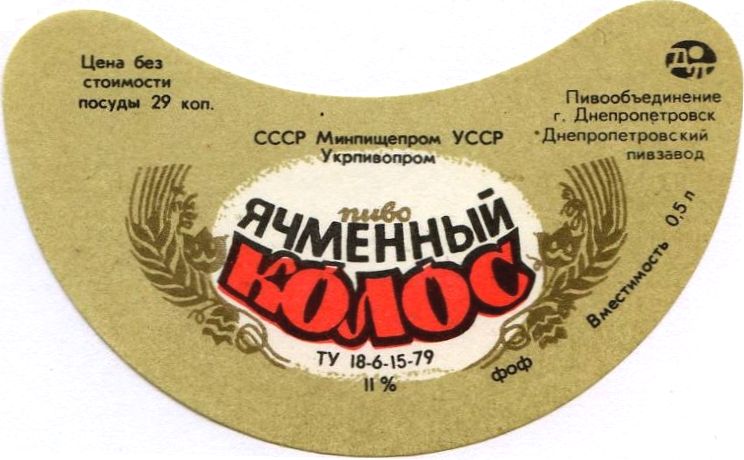 Цена без
стоимости
посуды 29 коп.
ДП
Пивообъединение
г. Днепропетровск
*Днепропетровский
пивзавод
СССР Минпищепром УССР
Укрпивопром
пиво
ЯЧМЕННЫЙ
КОЛОС
ТУ 18-6-15-79
11%
фоф
Вместимость 0,5 л